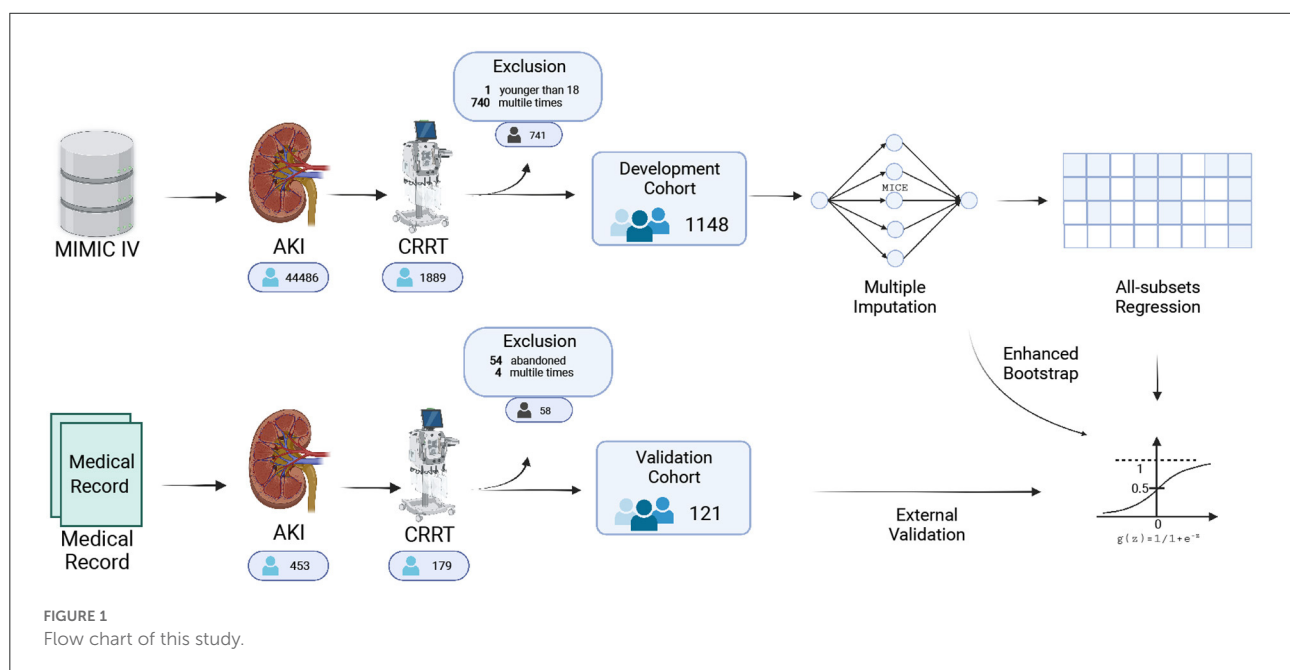 Exclusion
1 younger than 18
740 multile times
741
MIMIC IV
AKI
44486
CRRT
1889
Development
Cohort
1148
MICE
Multiple
Imputation
All-subsets
Regression
Exclusion
54 abandoned
4 multile times
58
Medical
Record
Medical
Record
AKI
453
CRRT
179
Validation
Cohort
121
External
Validation
Enhanced
Bootstrap
1
0.5
0
g(z)=1/1+e⁻ᶻ
FIGURE 1
Flow chart of this study.